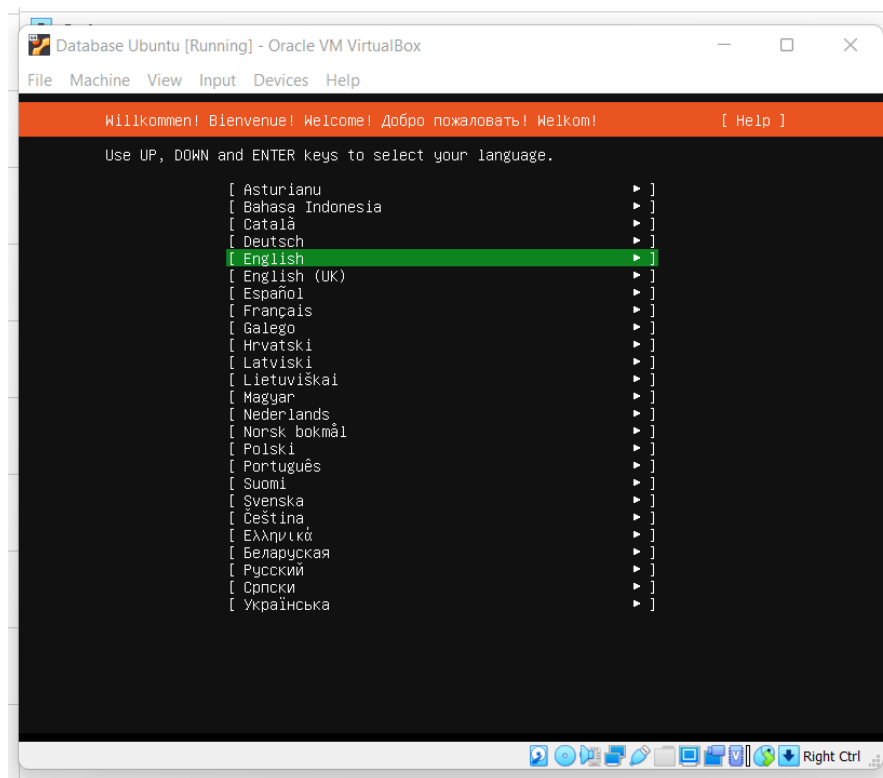 Database Ubuntu [Running] - Oracle VM VirtualBox
File Machine View Input Devices Help
Willkommen! Bienvenue! Welcome! Добро пожаловать! Welkom! [ Help ]
Use UP, DOWN and ENTER keys to select your language.
[ Asturianu ► ]
[ Bahasa Indonesia ► ]
[ Català ► ]
[ Deutsch ► ]
[ English ► ]
[ English (UK) ► ]
[ Español ► ]
[ Français ► ]
[ Galego ► ]
[ Hrvatski ► ]
[ Latviski ► ]
[ Lietuviškai ► ]
[ Magyar ► ]
[ Nederlands ► ]
[ Norsk bokmål ► ]
[ Polski ► ]
[ Português ► ]
[ Suomi ► ]
[ Svenska ► ]
[ Čeština ► ]
[ Ελληνικά ► ]
[ Беларуская ► ]
[ Русский ► ]
[ Српски ► ]
[ Українська ► ]
Right Ctrl